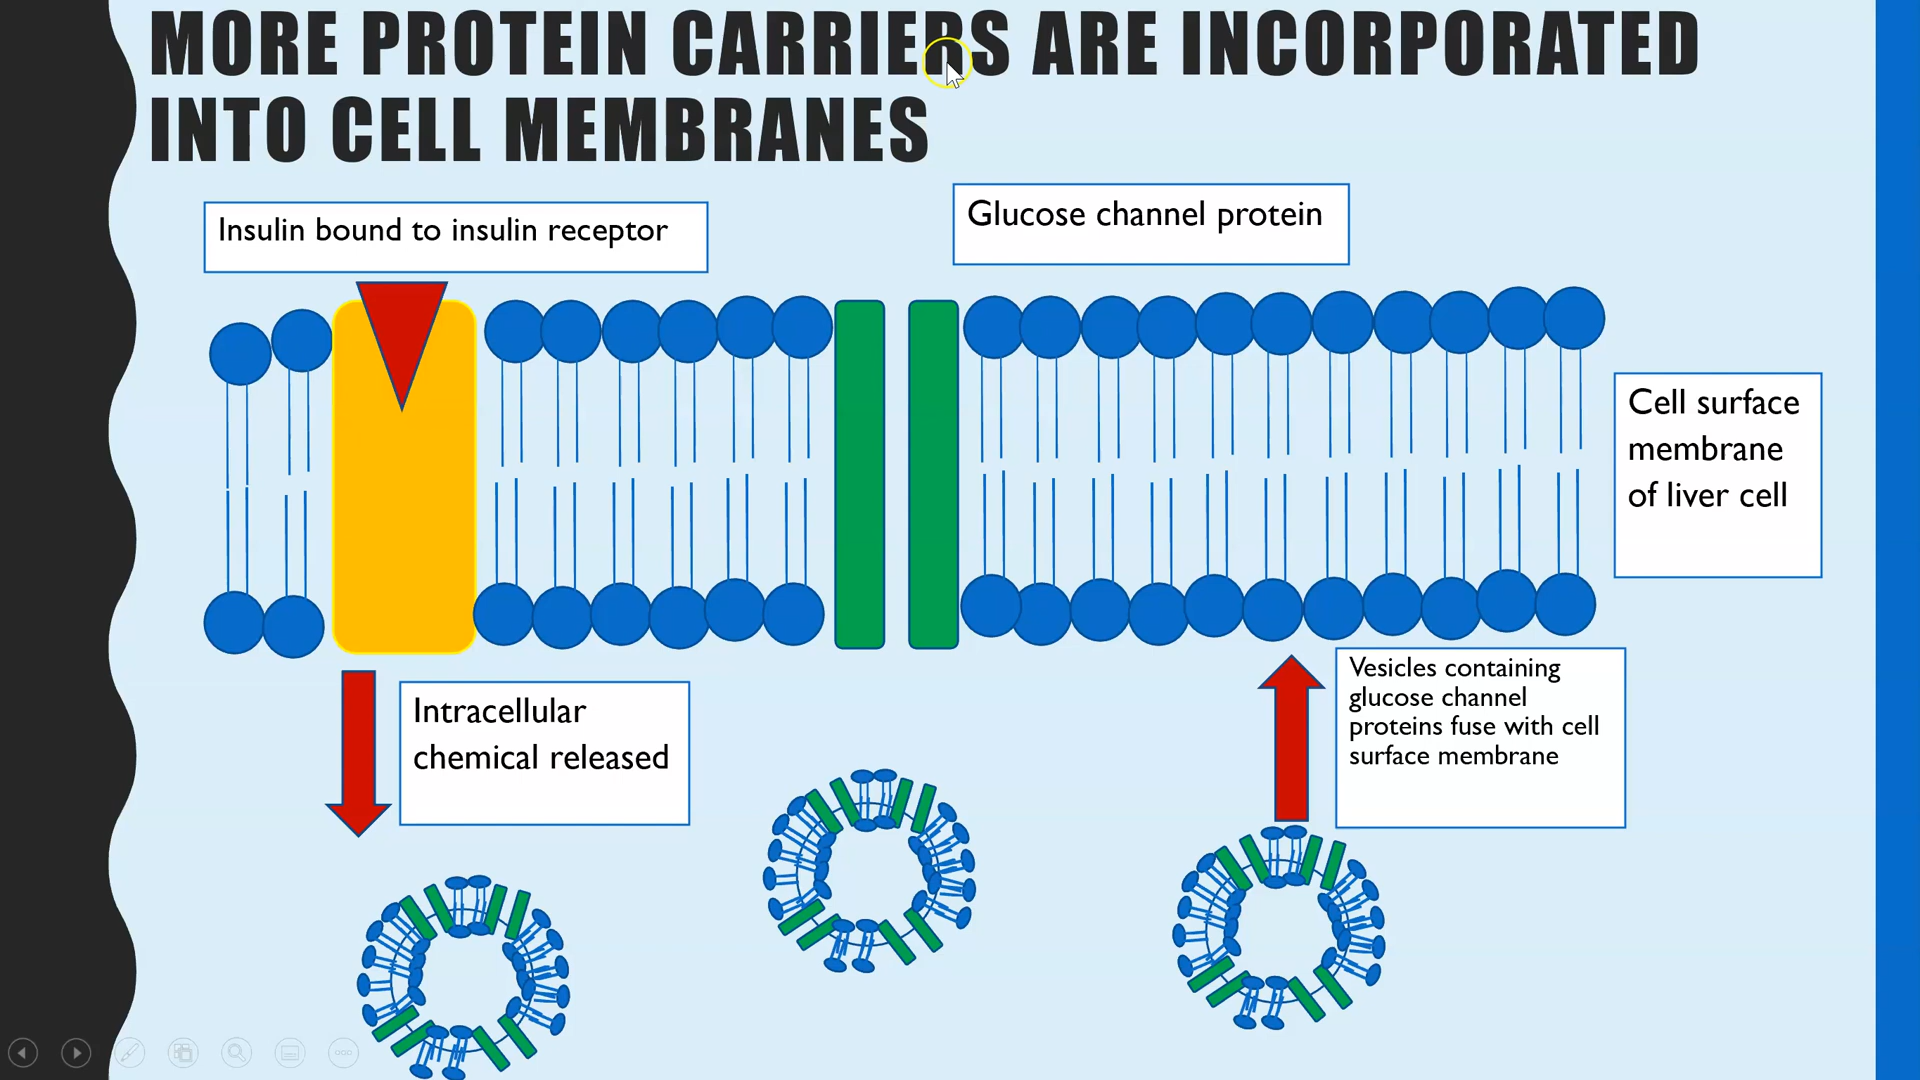 MORE PROTEIN CARRIERS ARE INCORPORATED
INTO CELL MEMBRANES
Insulin bound to insulin receptor
Glucose channel protein
Cell surface
membrane
of liver cell
Intracellular
chemical released
Vesicles containing
glucose channel
proteins fuse with cell
surface membrane